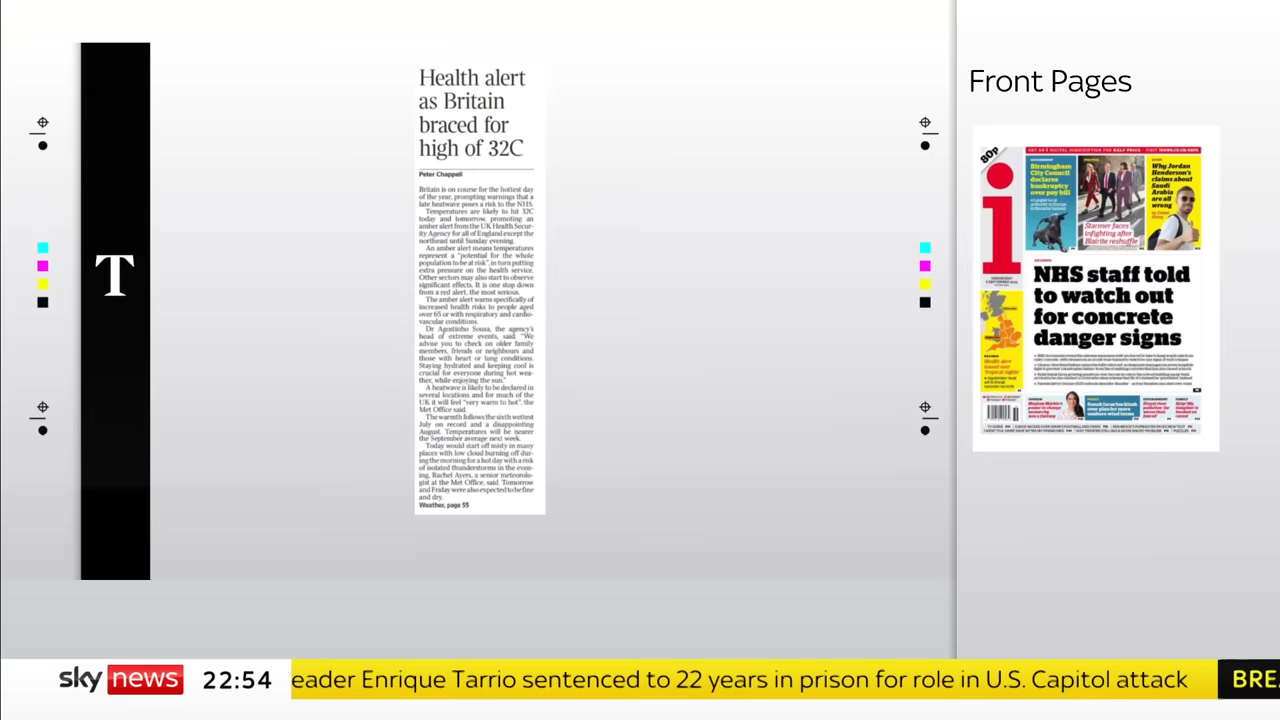 T
Health alert
as Britain
braced for
high of 32C
Peter Chappell
Britain is on course for the hottest day
of the year, prompting warnings that a
late heatwave poses a risk to the NHS.
Temperatures are likely to hit 32C
today and tomorrow, promoting an
amber alert from the UK Health Secur-
ity Agency for all of England except the
northeast until Sunday evening.
An amber alert means temperatures
represent a "potential for the whole
population to be at risk", in turn putting
extra pressure on the health service.
Other sectors may also start to observe
significant effects. It is one stop down
from a red alert, the most serious.
The amber alert warns specifically of
increased health risks to people aged
over 65 or with respiratory and cardio-
vascular conditions.
Dr Agostinho Sousa, the agency's
head of extreme events, said: "We
advise you to check on older family
members, friends or neighbours and
those with heart or lung conditions.
Staying hydrated and keeping cool is
crucial for everyone during hot wea-
ther, while enjoying the sun."
A heatwave is likely to be declared in
several locations and for much of the
UK it will feel "very warm to hot", the
Met Office said.
The warmth follows the sixth wettest
July on record and a disappointing
August. Temperatures will be nearer
the September average next week.
Today would start off misty in many
places with low cloud burning off dur-
ing the morning for a hot day with a risk
of isolated thunderstorms in the even-
ing, Rachel Ayers, a senior meteorolo-
gist at the Met Office, said. Tomorrow
and Friday were also expected to be fine
and dry.
Weather, page 55
Front Pages
80p
i
Birmingham
City Council
declares
bankruptcy
over pay bill
Starmer faces
infighting after
Blairite reshuffle
Why Jordan
Henderson's
claims about
Saudi
Arabia
are all
wrong
NHS staff told
to watch out
for concrete
danger signs
Health alert
issued over
'tropical nights'
sky news
22:54
eader Enrique Tarrio sentenced to 22 years in prison for role in U.S. Capitol attack
BREA